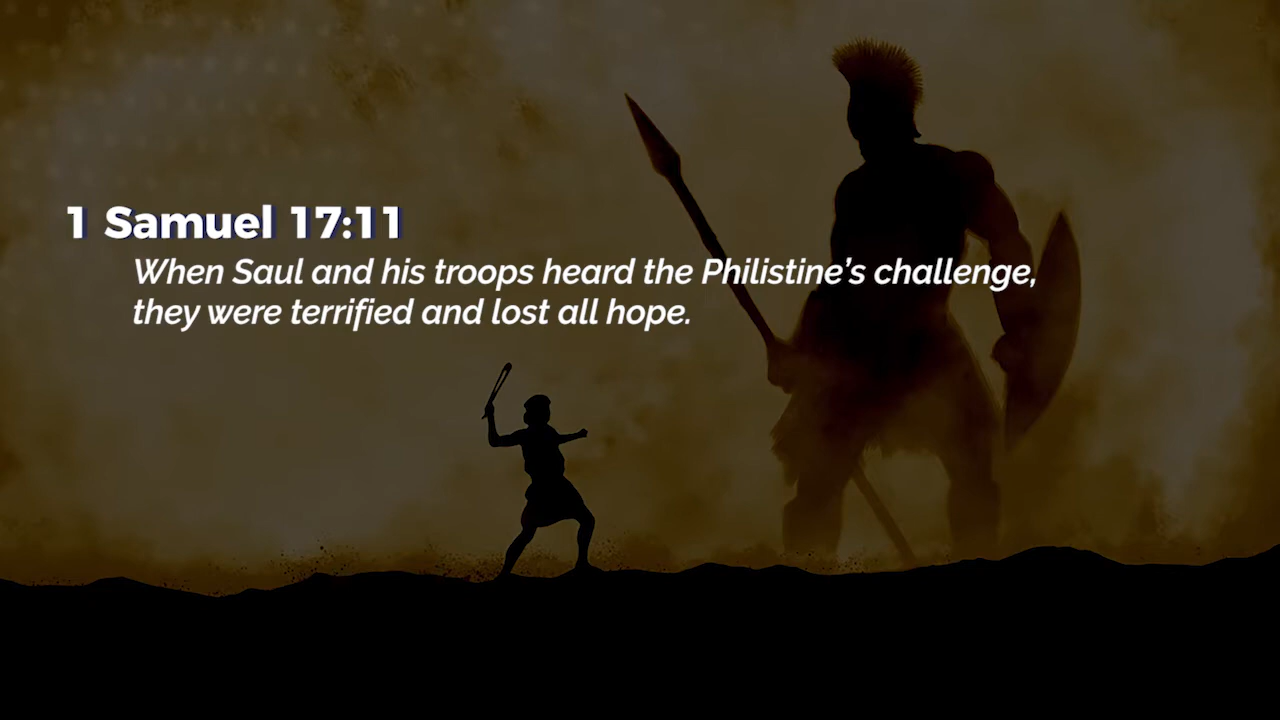 1 Samuel 17:11
When Saul and his troops heard the Philistine’s challenge,
they were terrified and lost all hope.